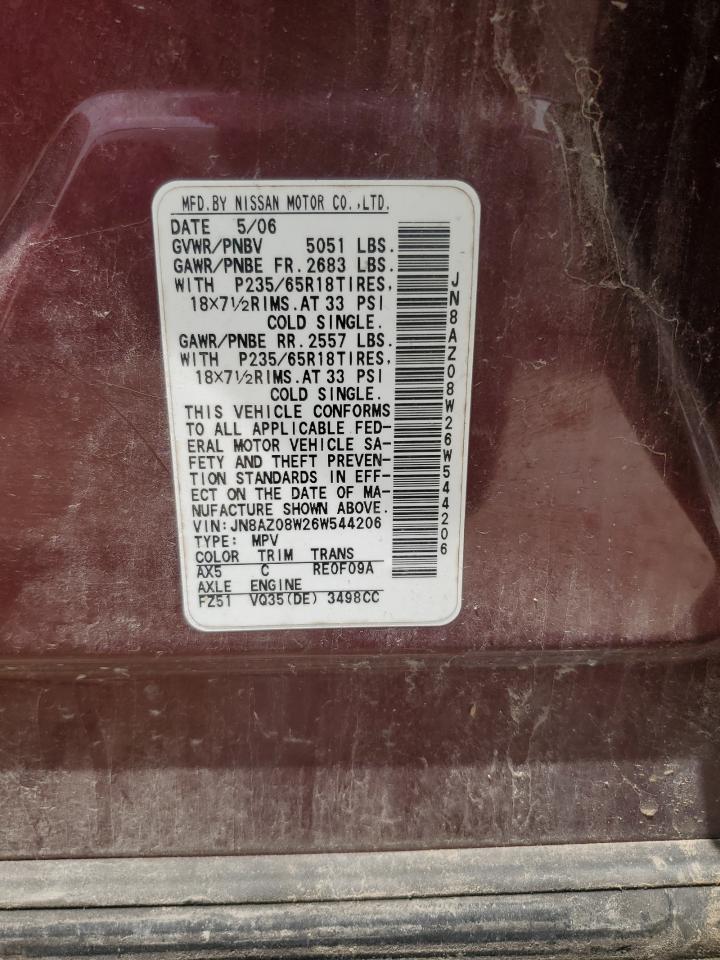 MFD.BY NISSAN MOTOR CO.,LTD.
DATE 5/06
GVWR/PNBV 5051 LBS.
GAWR/PNBE FR.2683 LBS.
WITH P235/65R18TIRES,
18×7½RIMS.AT 33 PSI
COLD SINGLE.
GAWR/PNBE RR.2557 LBS.
WITH P235/65R18TIRES,
18×7½RIMS.AT 33 PSI
COLD SINGLE.
THIS VEHICLE CONFORMS
TO ALL APPLICABLE FED-
ERAL MOTOR VEHICLE SA-
FETY AND THEFT PREVEN-
TION STANDARDS IN EFF-
ECT ON THE DATE OF MA-
NUFACTURE SHOWN ABOVE.
VIN:JN8AZ08W26W544206
TYPE: MPV
COLOR TRIM TRANS
AX5 C RE0F09A
AXLE ENGINE
FZ51 VQ35(DE) 3498CC
JN8AZ08W26W544206